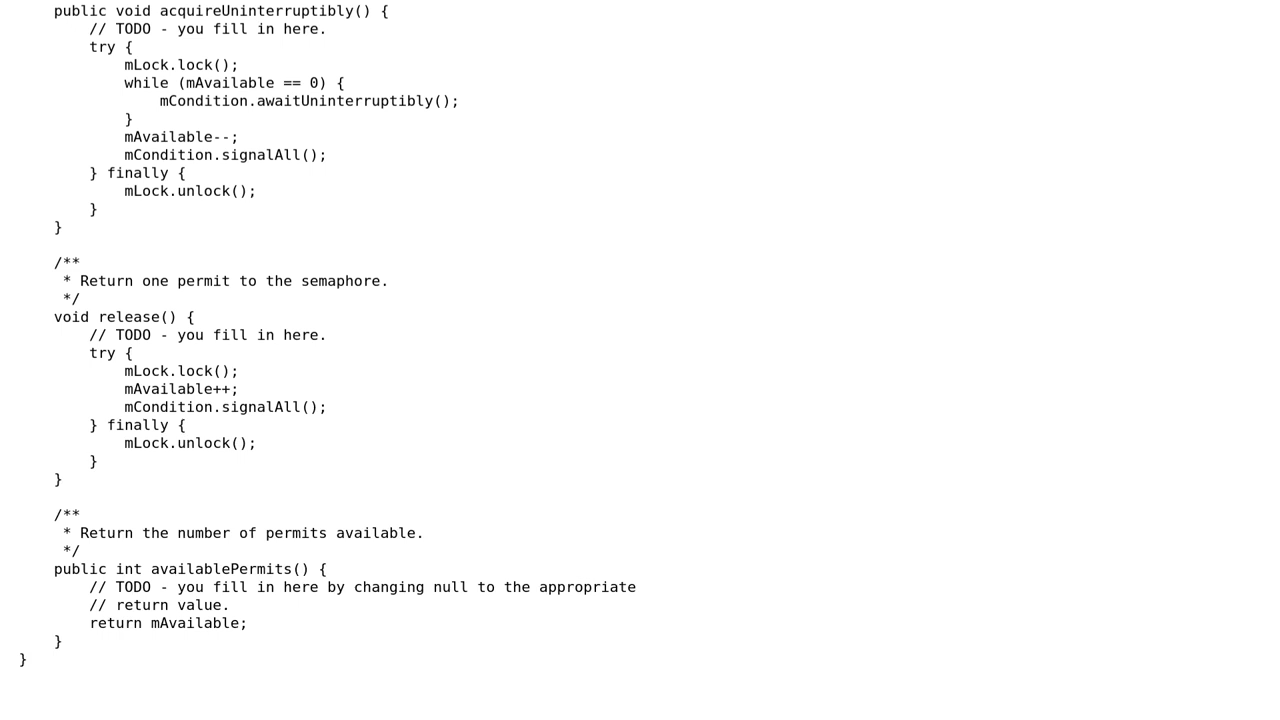 public void acquireUninterruptibly() {
        // TODO - you fill in here.
        try {
            mLock.lock();
            while (mAvailable == 0) {
                mCondition.awaitUninterruptibly();
            }
            mAvailable--;
            mCondition.signalAll();
        } finally {
            mLock.unlock();
        }
    }

    /**
     * Return one permit to the semaphore.
     */
    void release() {
        // TODO - you fill in here.
        try {
            mLock.lock();
            mAvailable++;
            mCondition.signalAll();
        } finally {
            mLock.unlock();
        }
    }

    /**
     * Return the number of permits available.
     */
    public int availablePermits() {
        // TODO - you fill in here by changing null to the appropriate
        // return value.
        return mAvailable;
    }
}